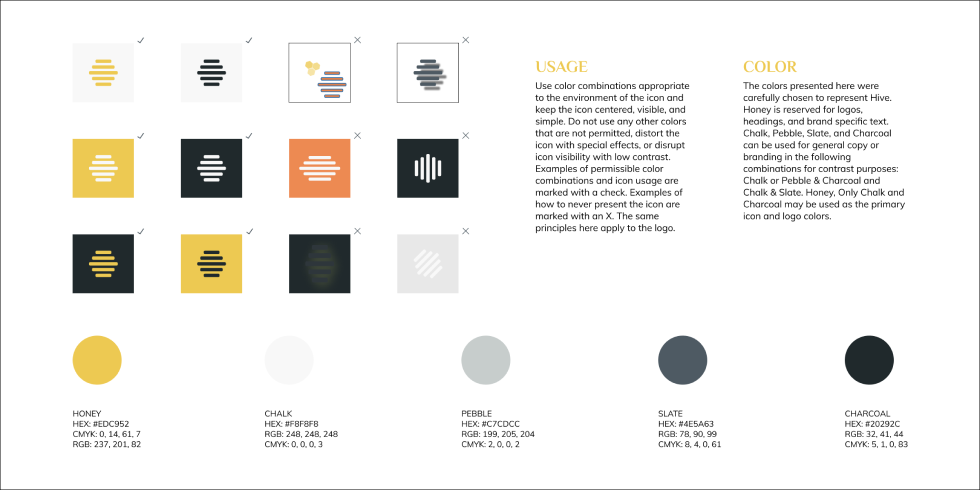 USAGE
Use color combinations appropriate
to the environment of the icon and
keep the icon centered, visible, and
simple. Do not use any other colors
that are not permitted, distort the
icon with special effects, or disrupt
icon visibility with low contrast.
Examples of permissible color
combinations and icon usage are
marked with a check. Examples of
how to never present the icon are
marked with an X. The same
principles here apply to the logo.
COLOR
The colors presented here were
carefully chosen to represent Hive.
Honey is reserved for logos,
headings, and brand specific text.
Chalk, Pebble, Slate, and Charcoal
can be used for general copy or
branding in the following
combinations for contrast purposes:
Chalk or Pebble & Charcoal and
Chalk & Slate. Honey, Only Chalk and
Charcoal may be used as the primary
icon and logo colors.
HONEY
HEX: #EDC952
CMYK: 0, 14, 61, 7
RGB: 237, 201, 82
CHALK
HEX: #F8F8F8
RGB: 248, 248, 248
CMYK: 0, 0, 0, 3
PEBBLE
HEX: #C7CDCC
RGB: 199, 205, 204
CMYK: 2, 0, 0, 2
SLATE
HEX: #4E5A63
RGB: 78, 90, 99
CMYK: 8, 4, 0, 61
CHARCOAL
HEX: #20292C
RGB: 32, 41, 44
CMYK: 5, 1, 0, 83